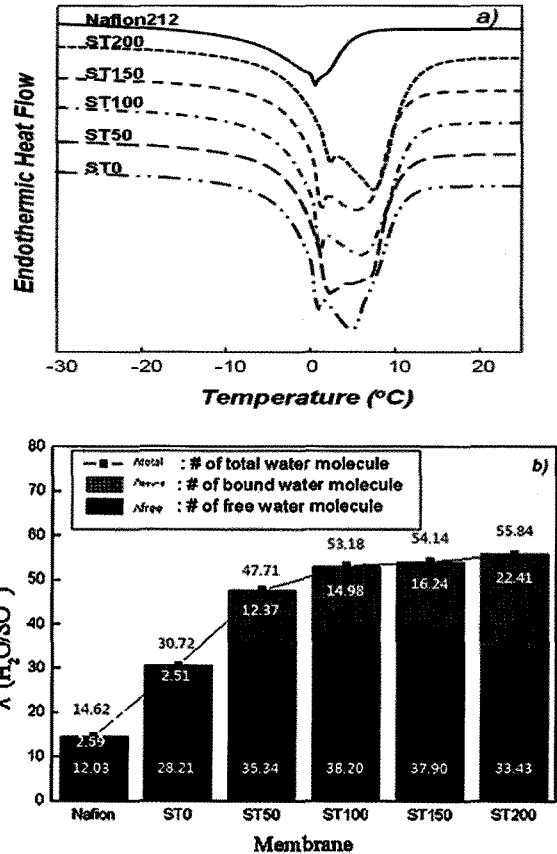 a)
Nafion212
ST200
ST150
ST100
ST50
ST0
Endothermic Heat Flow
-30 -20 -10 0 10 20
Temperature (°C)
b)
80
70
60
50
40
30
20
10
0
: # of total water molecule
: # of bound water molecule
: # of free water molecule
14.62
2.59
12.03
30.72
2.51
28.21
47.71
12.37
35.34
53.18
14.98
38.20
54.14
16.24
37.90
55.84
22.41
33.43
Nafion ST0 ST50 ST100 ST150 ST200
Membrane